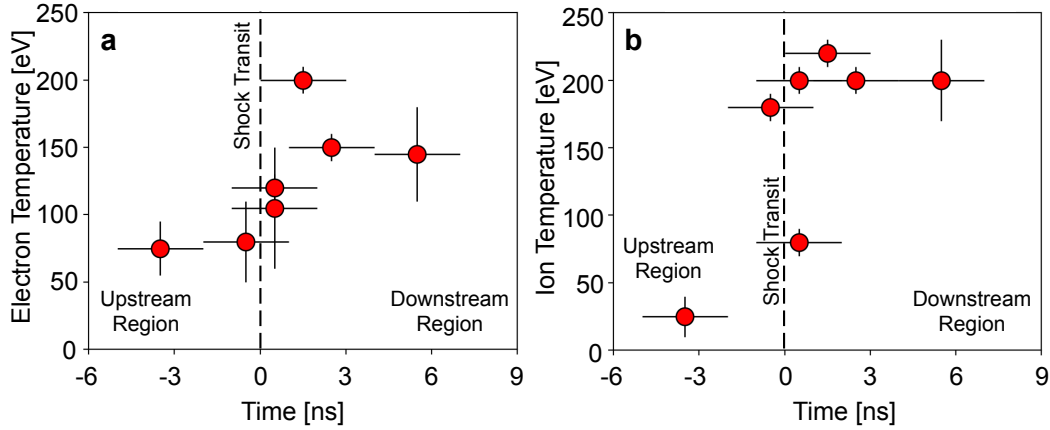 a
Electron Temperature [eV]
250
200
150
100
50
0
Shock Transit
Upstream
Region
Downstream
Region
-6
-3
0
3
6
9
Time [ns]
b
Ion Temperature [eV]
250
200
150
100
50
0
Upstream
Region
Shock Transit
Downstream
Region
-6
-3
0
3
6
9
Time [ns]